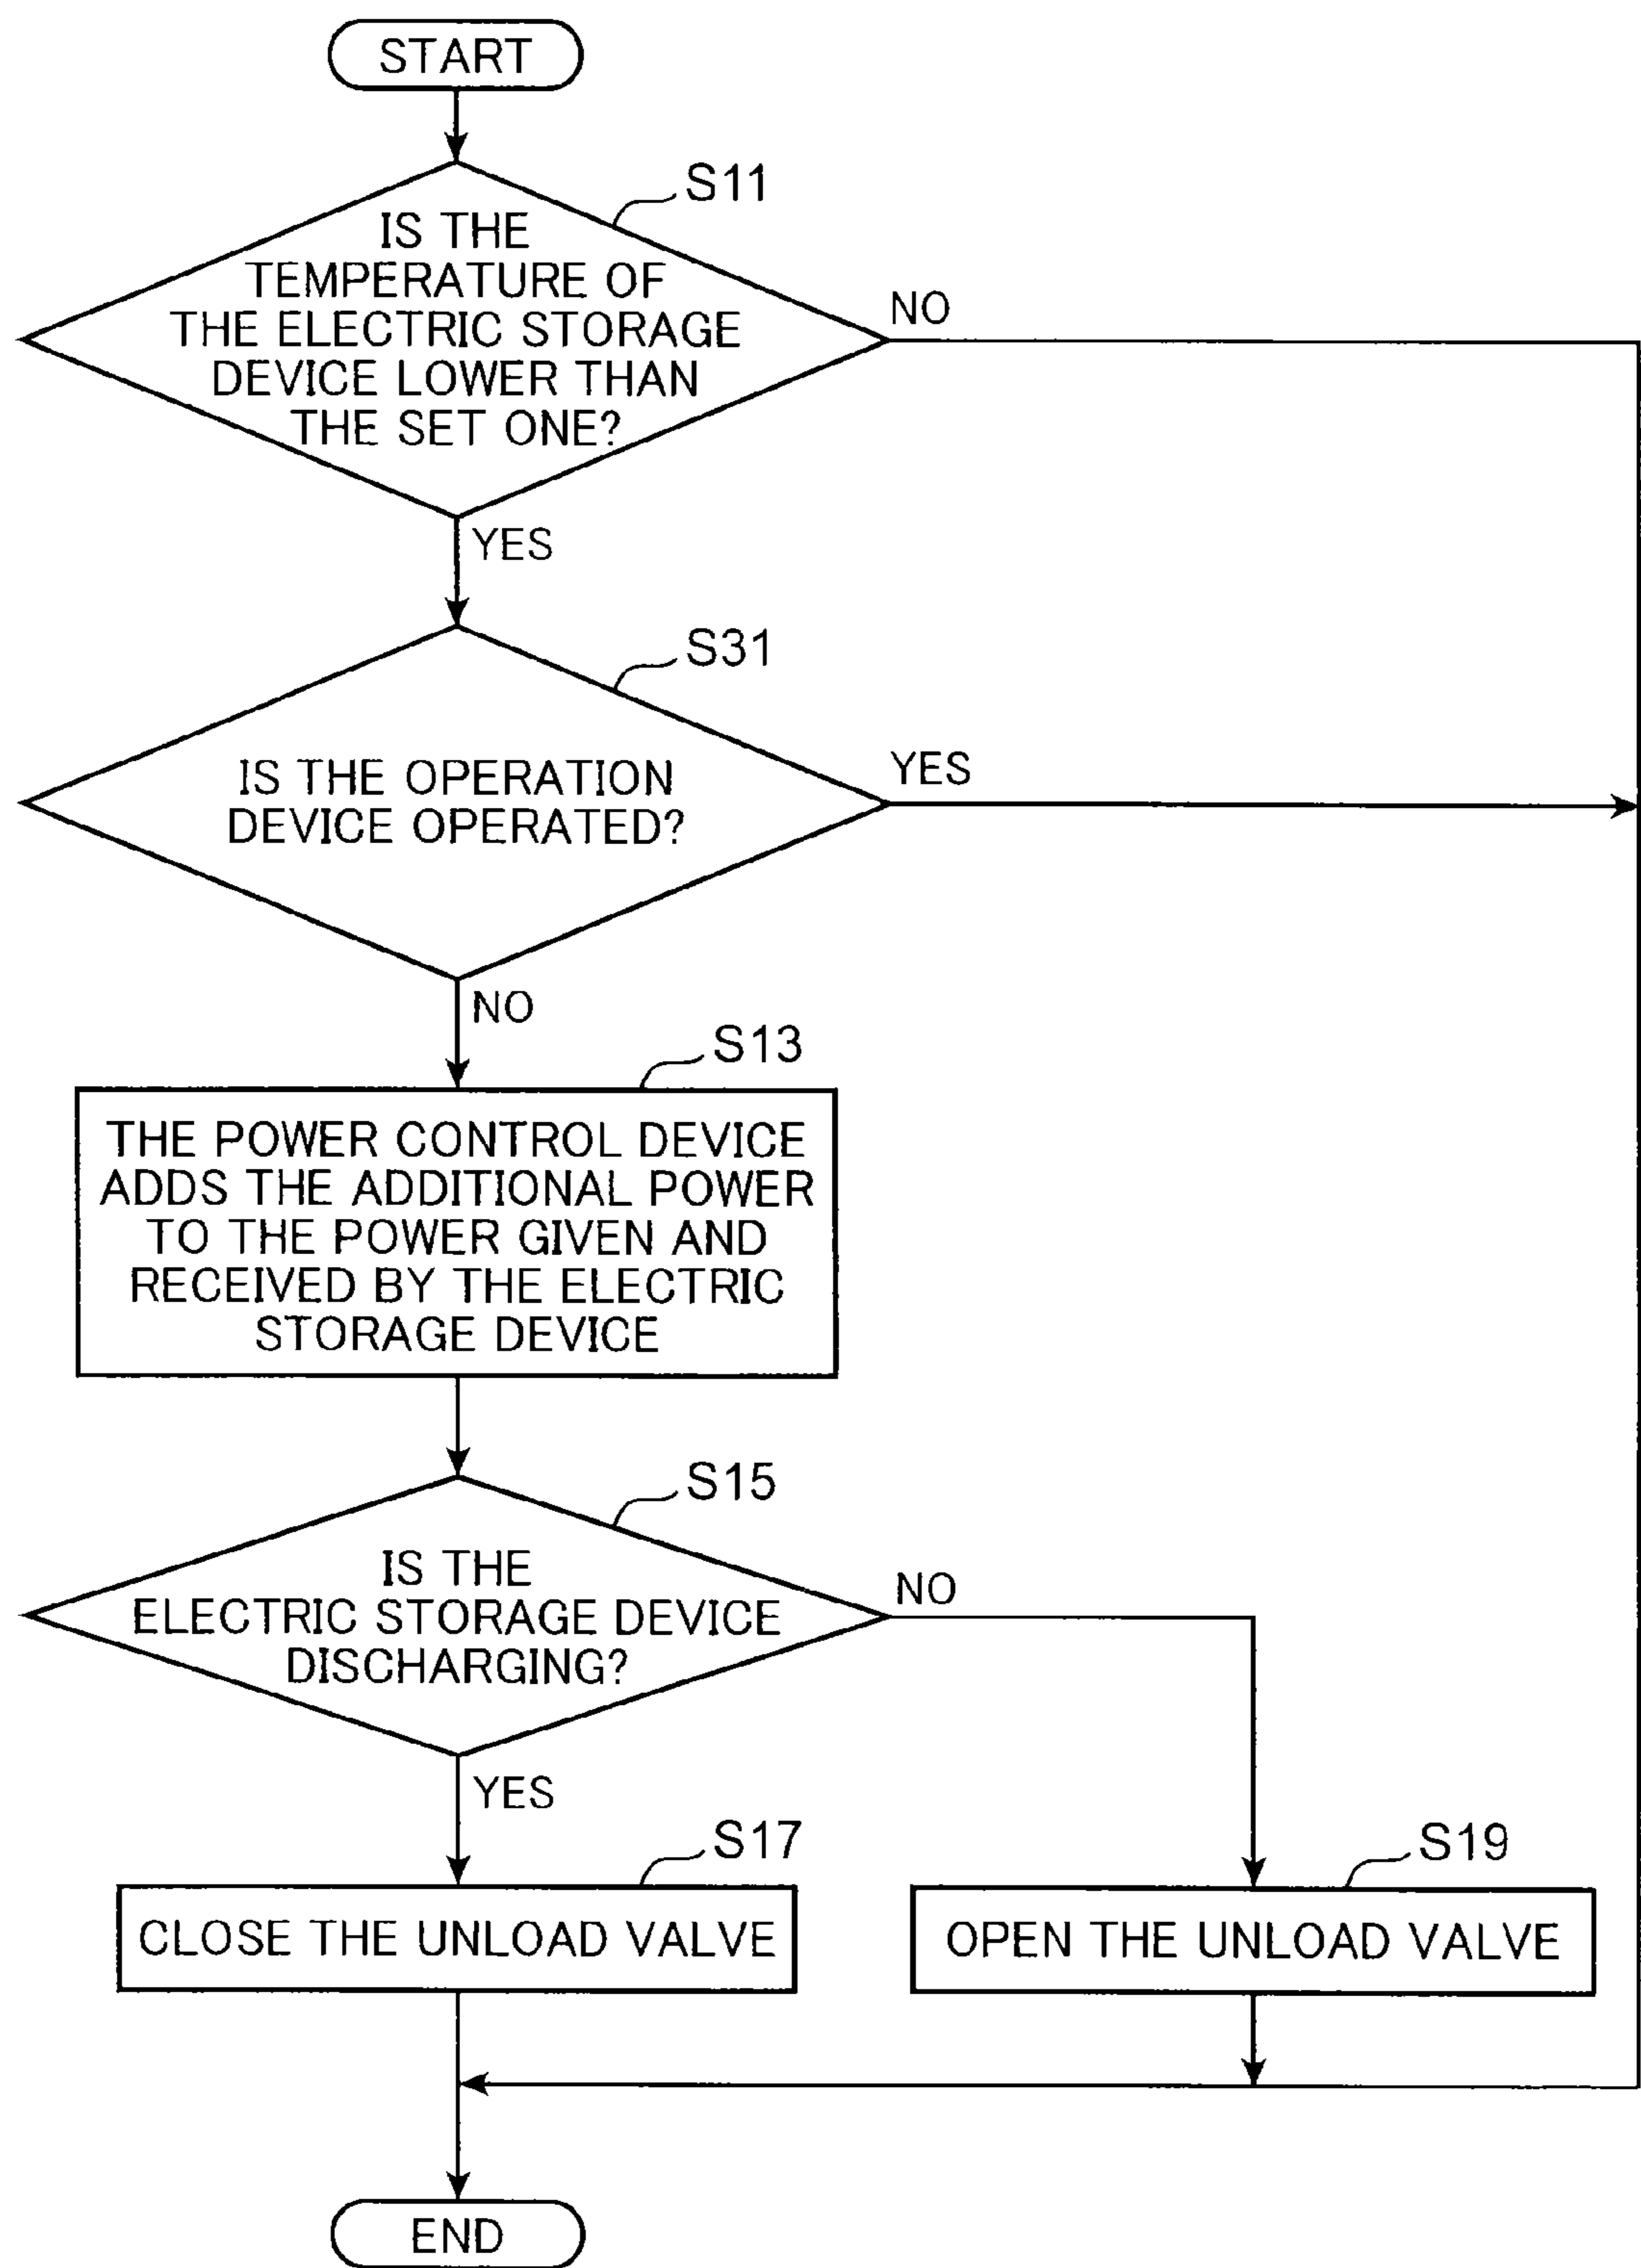 START
S11
IS THE
TEMPERATURE OF
THE ELECTRIC STORAGE
DEVICE LOWER THAN
THE SET ONE?
NO
YES
S31
IS THE OPERATION
DEVICE OPERATED?
YES
NO
S13
THE POWER CONTROL DEVICE
ADDS THE ADDITIONAL POWER
TO THE POWER GIVEN AND
RECEIVED BY THE ELECTRIC
STORAGE DEVICE
S15
IS THE
ELECTRIC STORAGE DEVICE
DISCHARGING?
NO
YES
S17
CLOSE THE UNLOAD VALVE
S19
OPEN THE UNLOAD VALVE
END